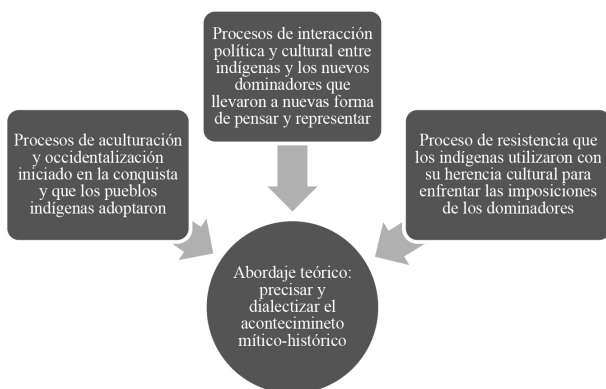 Procesos de interacción
política y cultural entre
indígenas y los nuevos
dominadores que
llevaron a nuevas forma
de pensar y representar
Procesos de aculturación
y occidentalización
iniciado en la conquista
y que los pueblos
indígenas adoptaron
Proceso de resistencia que
los indígenas utilizaron con
su herencia cultural para
enfrentar las imposiciones
de los dominadores
Abordaje teórico:
precisar y
dialectizar el
acontecimineto
mítico-histórico